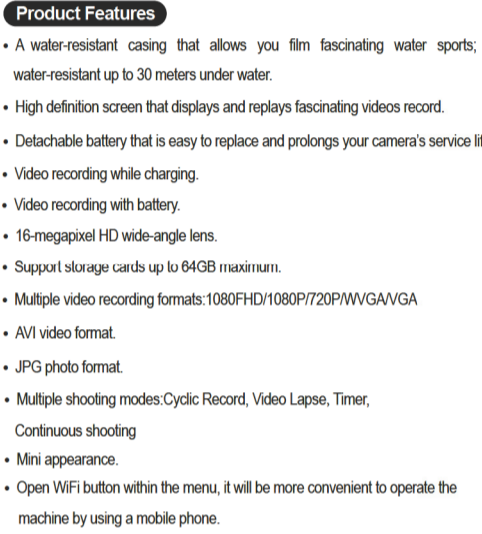 Product Features
• A water-resistant casing that allows you film fascinating water sports;
water-resistant up to 30 meters under water.
• High definition screen that displays and replays fascinating videos record.
• Detachable battery that is easy to replace and prolongs your camera's service lif
• Video recording while charging.
• Video recording with battery.
• 16-megapixel HD wide-angle lens.
• Support storage cards up to 64GB maximum.
• Multiple video recording formats:1080FHD/1080P/720P/WVGA/VGA
• AVI video format.
• JPG photo format.
• Multiple shooting modes:Cyclic Record, Video Lapse, Timer,
Continuous shooting
• Mini appearance.
• Open WiFi button within the menu, it will be more convenient to operate the
machine by using a mobile phone.